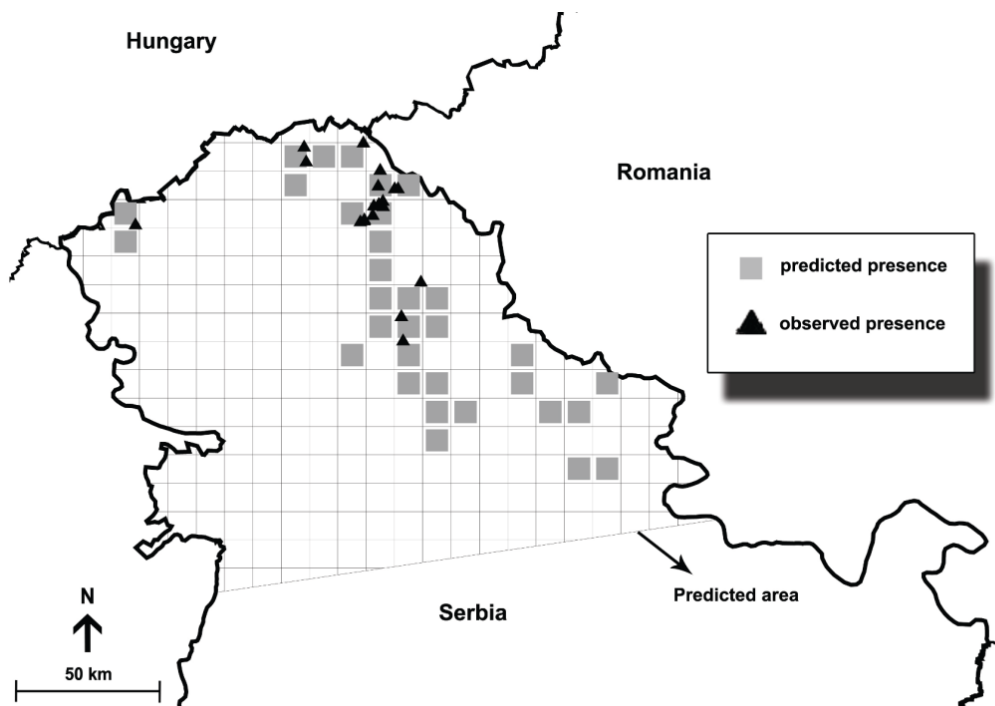 Hungary
Romania
predicted presence
observed presence
Predicted area
Serbia
N
50 km